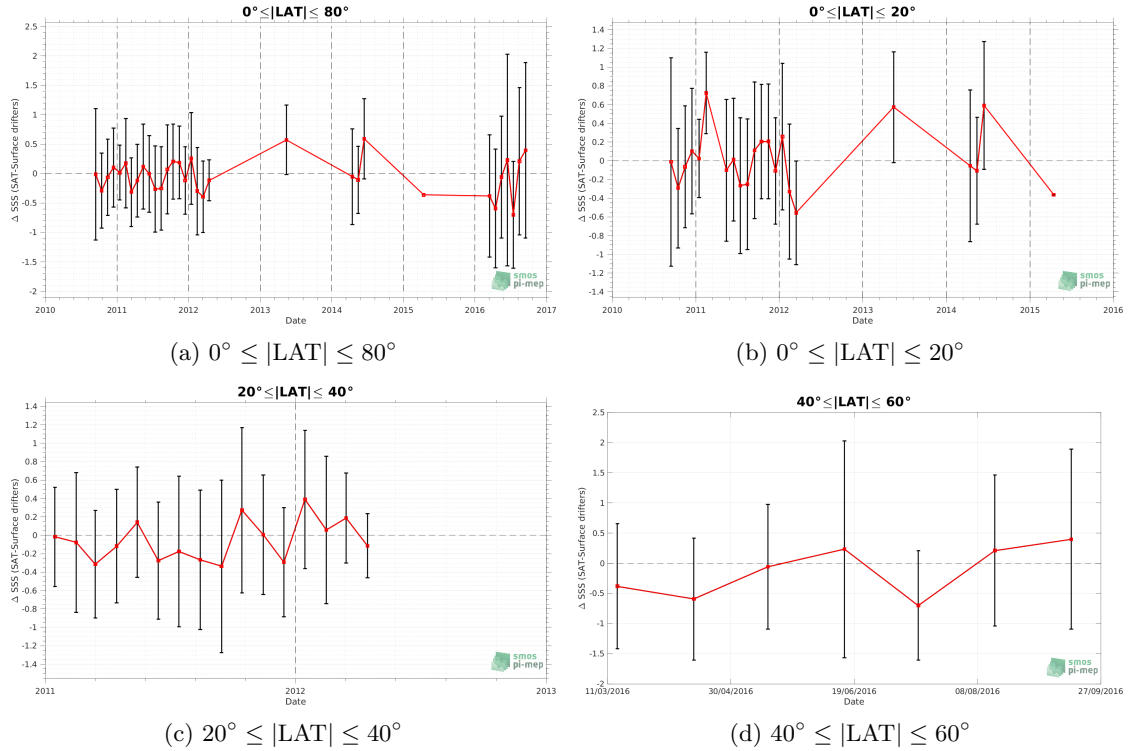 0°≤|LAT|≤ 80°
2.5
2
1.5
1
0.5
0
-0.5
-1
-1.5
-2
Δ SSS (SAT-Surface drifters)
2010 2011 2012 2013 2014 2015 2016 2017
Date
smos
pi-mep
(a) 0° ≤ |LAT| ≤ 80°
0°≤|LAT|≤ 20°
1.4
1.2
1
0.8
0.6
0.4
0.2
0
-0.2
-0.4
-0.6
-0.8
-1
-1.2
-1.4
Δ SSS (SAT-Surface drifters)
2010 2011 2012 2013 2014 2015 2016
Date
smos
pi-mep
(b) 0° ≤ |LAT| ≤ 20°
20°≤|LAT|≤ 40°
1.4
1.2
1
0.8
0.6
0.4
0.2
0
-0.2
-0.4
-0.6
-0.8
-1
-1.2
-1.4
Δ SSS (SAT-Surface drifters)
2011 2012 2013
Date
smos
pi-mep
(c) 20° ≤ |LAT| ≤ 40°
40°≤|LAT|≤ 60°
2.5
2
1.5
1
0.5
0
-0.5
-1
-1.5
-2
Δ SSS (SAT-Surface drifters)
11/03/2016 30/04/2016 19/06/2016 08/08/2016 27/09/2016
Date
smos
pi-mep
(d) 40° ≤ |LAT| ≤ 60°